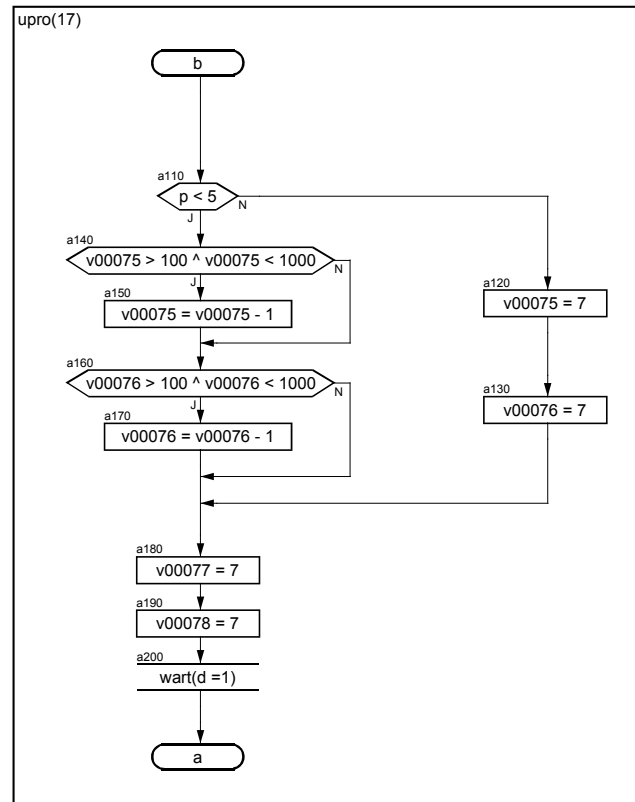 upro(17)
b
a110
p < 5
N
J
a140
v00075 > 100 ^ v00075 < 1000
N
J
a150
v00075 = v00075 - 1
a160
v00076 > 100 ^ v00076 < 1000
N
J
a170
v00076 = v00076 - 1
a120
v00075 = 7
a130
v00076 = 7
a180
v00077 = 7
a190
v00078 = 7
a200
wart(d =1)
a